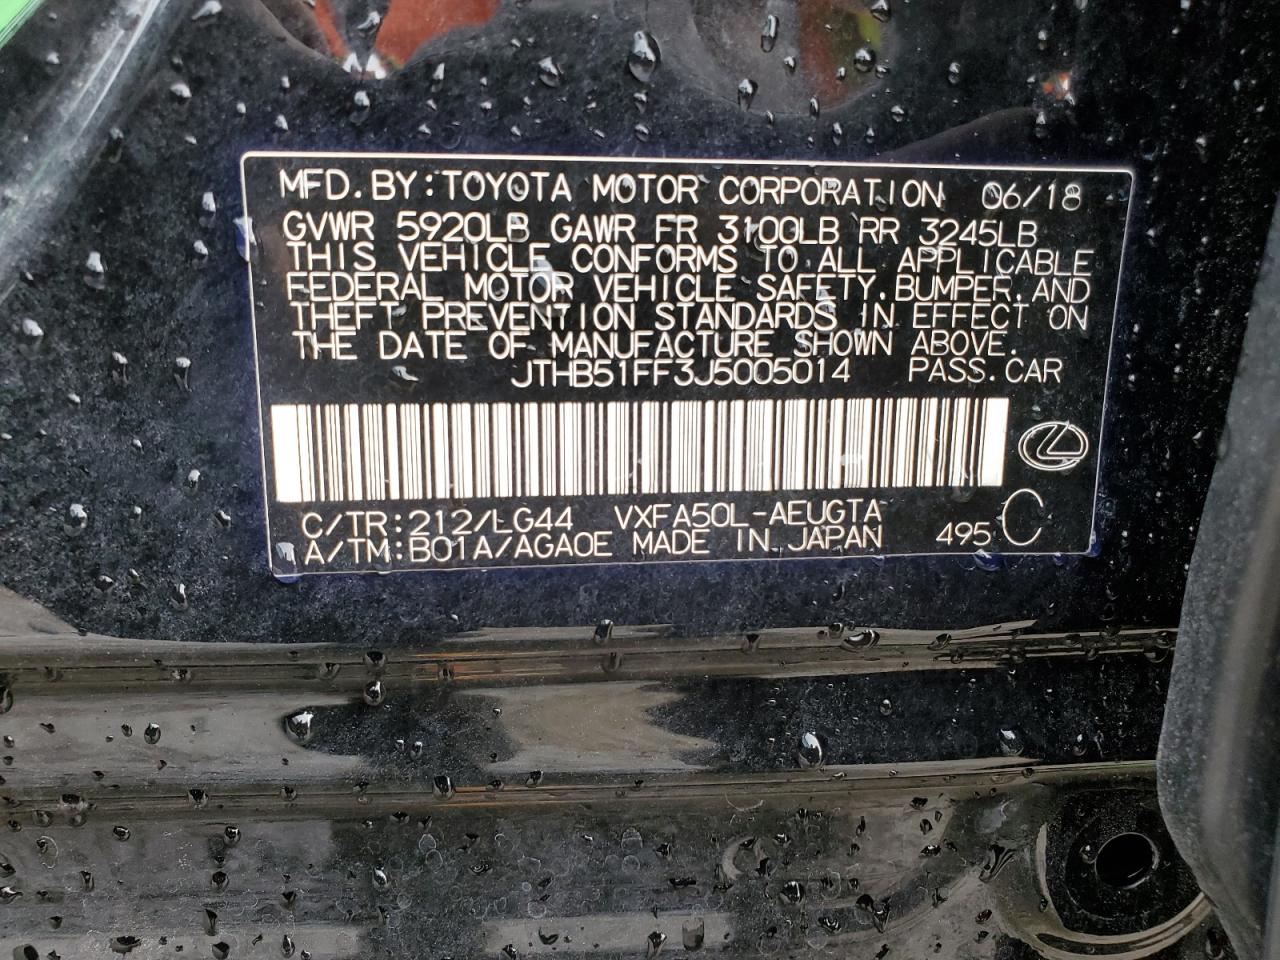 MFD.BY:TOYOTA MOTOR CORPORATION 06/18
GVWR 5920LB GAWR FR 3100LB RR 3245LB
THIS VEHICLE CONFORMS TO ALL APPLICABLE
FEDERAL MOTOR VEHICLE SAFETY,BUMPER,AND
THEFT PREVENTION STANDARDS IN EFFECT ON
THE DATE OF MANUFACTURE SHOWN ABOVE.
JTHB51FF3J5005014 PASS.CAR
C/TR:212/LG44 VXFA50L-AEUGTA
A/TM:B01A/AGA0E MADE IN JAPAN 495 C